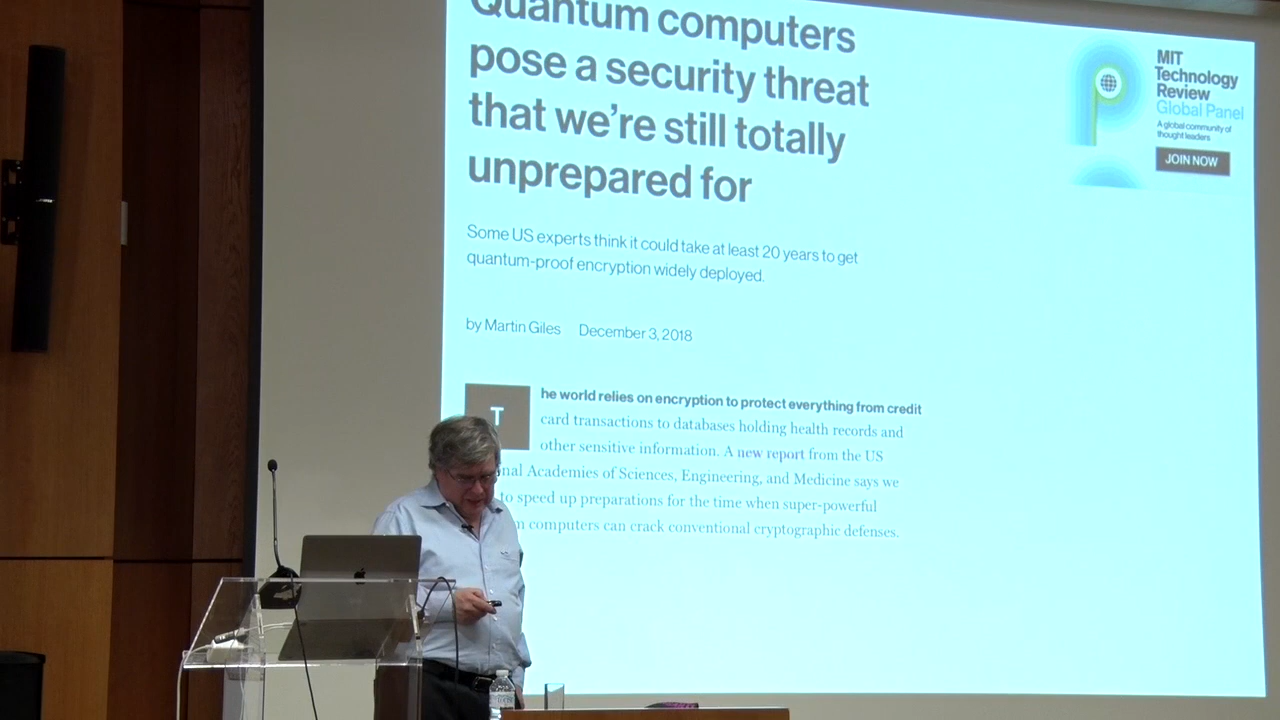 Quantum computers
pose a security threat
that we're still totally
unprepared for
Some US experts think it could take at least 20 years to get
quantum-proof encryption widely deployed.
by Martin Giles December 3, 2018
T
he world relies on encryption to protect everything from credit
card transactions to databases holding health records and
other sensitive information. A new report from the US
nal Academies of Sciences, Engineering, and Medicine says we
to speed up preparations for the time when super-powerful
m computers can crack conventional cryptographic defenses.
MIT
Technology
Review
Global Panel
A global community of
thought leaders
JOIN NOW